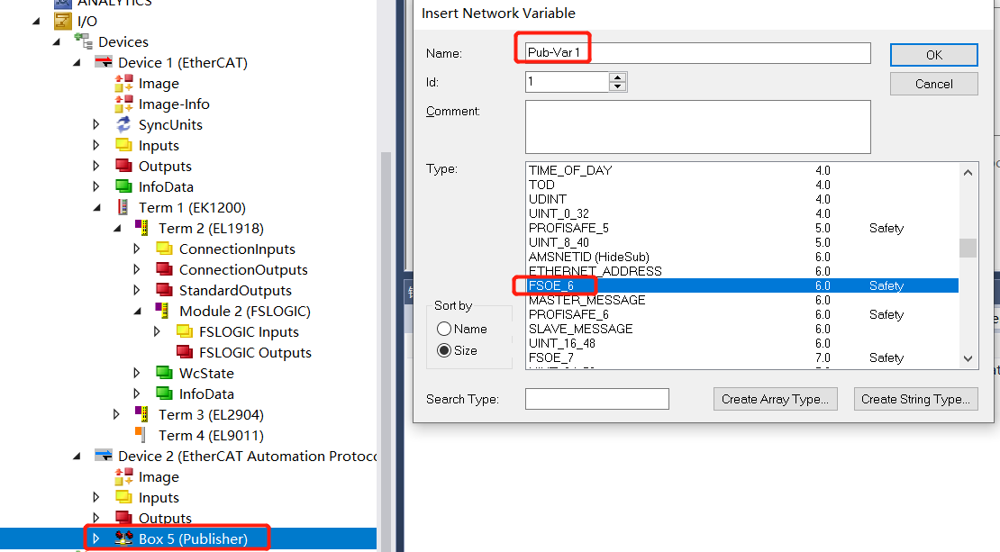 ANALYTICS
I/O
Devices
Device 1 (EtherCAT)
Image
Image-Info
SyncUnits
Inputs
Outputs
InfoData
Term 1 (EK1200)
Term 2 (EL1918)
ConnectionInputs
ConnectionOutputs
StandardOutputs
Module 2 (FSLOGIC)
FSLOGIC Inputs
FSLOGIC Outputs
WcState
InfoData
Term 3 (EL2904)
Term 4 (EL9011)
Device 2 (EtherCAT Automation Protoc
Image
Inputs
Outputs
Box 5 (Publisher)
Insert Network Variable
Name: Pub-Var 1 OK
Id: 1 Cancel
Comment:
Type:
TIME_OF_DAY 4.0
TOD 4.0
UDINT 4.0
UINT_0_32 4.0
PROFISAFE_5 5.0 Safety
UINT_8_40 5.0
AMSNETID (HideSub) 6.0
ETHERNET_ADDRESS 6.0
FSOE_6 6.0 Safety
MASTER_MESSAGE 6.0
PROFISAFE_6 6.0 Safety
SLAVE_MESSAGE 6.0
UINT_16_48 6.0
FSOE_7 7.0 Safety
Sort by
Name
Size
Search Type: Create Array Type... Create String Type...